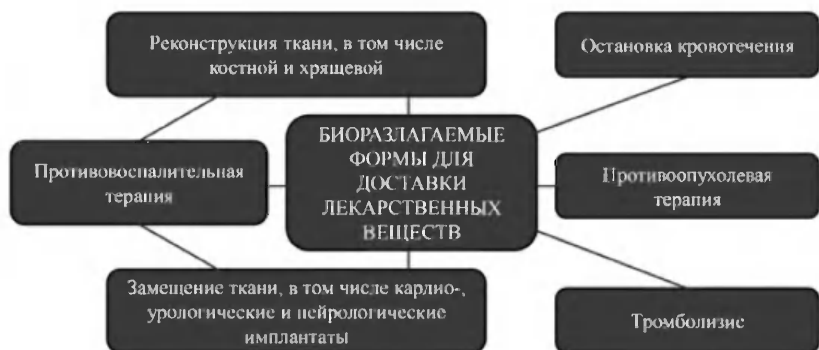 Реконструкция ткани, в том числе
костной и хрящевой
Остановка кровотечения
Противовоспалительная
терапия
БИОРАЗЛАГАЕМЫЕ
ФОРМЫ ДЛЯ
ДОСТАВКИ
ЛЕКАРСТВЕННЫХ
ВЕЩЕСТВ
Противоопухолевая
терапия
Замещение ткани, в том числе кардио-,
урологические и нейрологические
имплантаты
Тромболизис